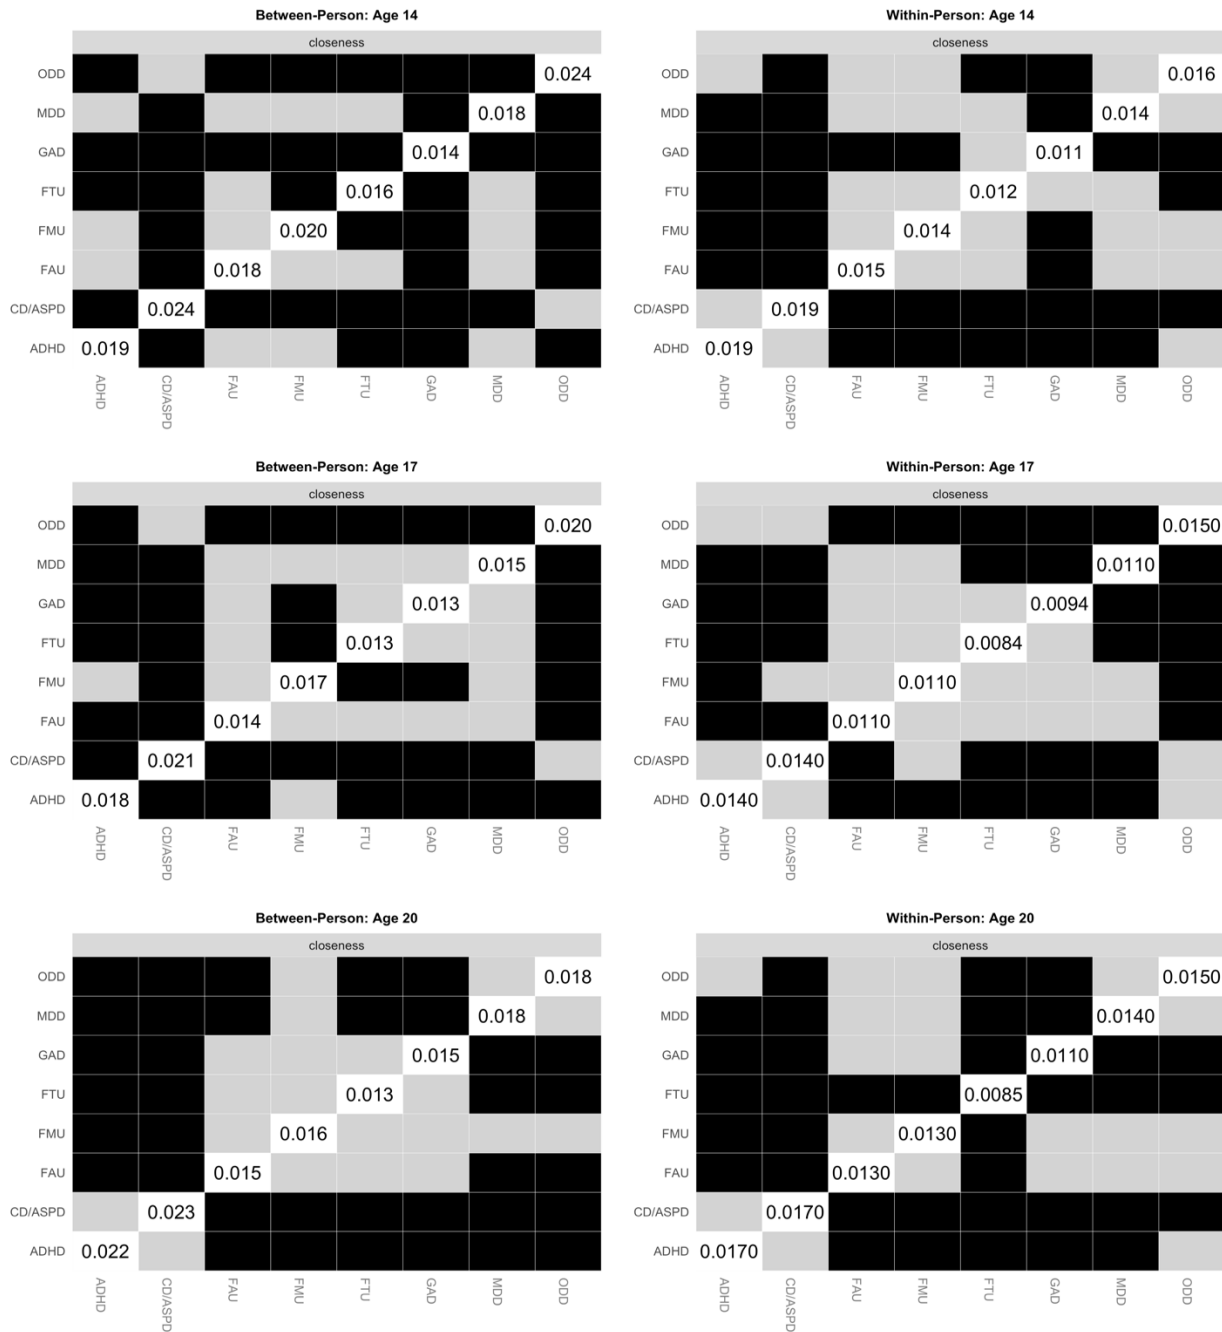 Between-Person: Age 14
closeness
ODD 0.024
MDD 0.018
GAD 0.014
FTU 0.016
FMU 0.020
FAU 0.018
CD/ASPD 0.024
ADHD 0.019
ADHD CD/ASPD FAU FMU FTU GAD MDD ODD
Within-Person: Age 14
closeness
ODD 0.016
MDD 0.014
GAD 0.011
FTU 0.012
FMU 0.014
FAU 0.015
CD/ASPD 0.019
ADHD 0.019
ADHD CD/ASPD FAU FMU FTU GAD MDD ODD
Between-Person: Age 17
closeness
ODD 0.020
MDD 0.015
GAD 0.013
FTU 0.013
FMU 0.017
FAU 0.014
CD/ASPD 0.021
ADHD 0.018
ADHD CD/ASPD FAU FMU FTU GAD MDD ODD
Within-Person: Age 17
closeness
ODD 0.0150
MDD 0.0110
GAD 0.0094
FTU 0.0084
FMU 0.0110
FAU 0.0110
CD/ASPD 0.0140
ADHD 0.0140
ADHD CD/ASPD FAU FMU FTU GAD MDD ODD
Between-Person: Age 20
closeness
ODD 0.018
MDD 0.018
GAD 0.015
FTU 0.013
FMU 0.016
FAU 0.015
CD/ASPD 0.023
ADHD 0.022
ADHD CD/ASPD FAU FMU FTU GAD MDD ODD
Within-Person: Age 20
closeness
ODD 0.0150
MDD 0.0140
GAD 0.0110
FTU 0.0085
FMU 0.0130
FAU 0.0130
CD/ASPD 0.0170
ADHD 0.0170
ADHD CD/ASPD FAU FMU FTU GAD MDD ODD